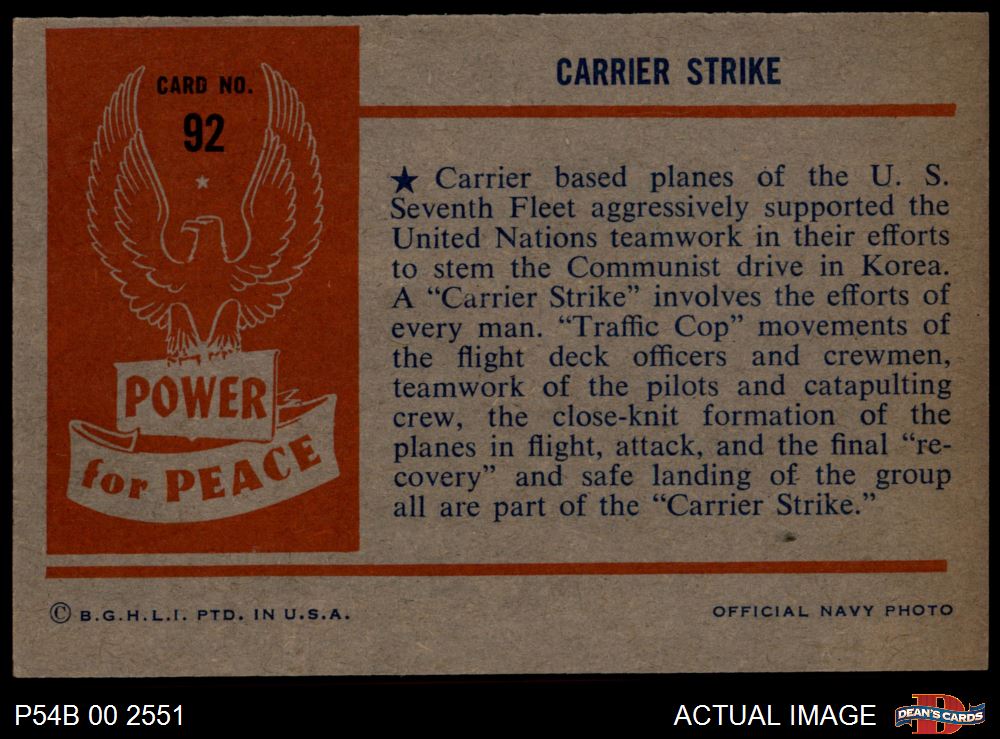 CARD NO.
92
POWER
for PEACE
CARRIER STRIKE
★ Carrier based planes of the U. S.
Seventh Fleet aggressively supported the
United Nations teamwork in their efforts
to stem the Communist drive in Korea.
A “Carrier Strike” involves the efforts of
every man. “Traffic Cop” movements of
the flight deck officers and crewmen,
teamwork of the pilots and catapulting
crew, the close-knit formation of the
planes in flight, attack, and the final “re-
covery” and safe landing of the group
all are part of the “Carrier Strike.”
© B.G.H.L.I. PTD. IN U.S.A.
OFFICIAL NAVY PHOTO
P54B 00 2551
ACTUAL IMAGE
DEAN'S CARDS